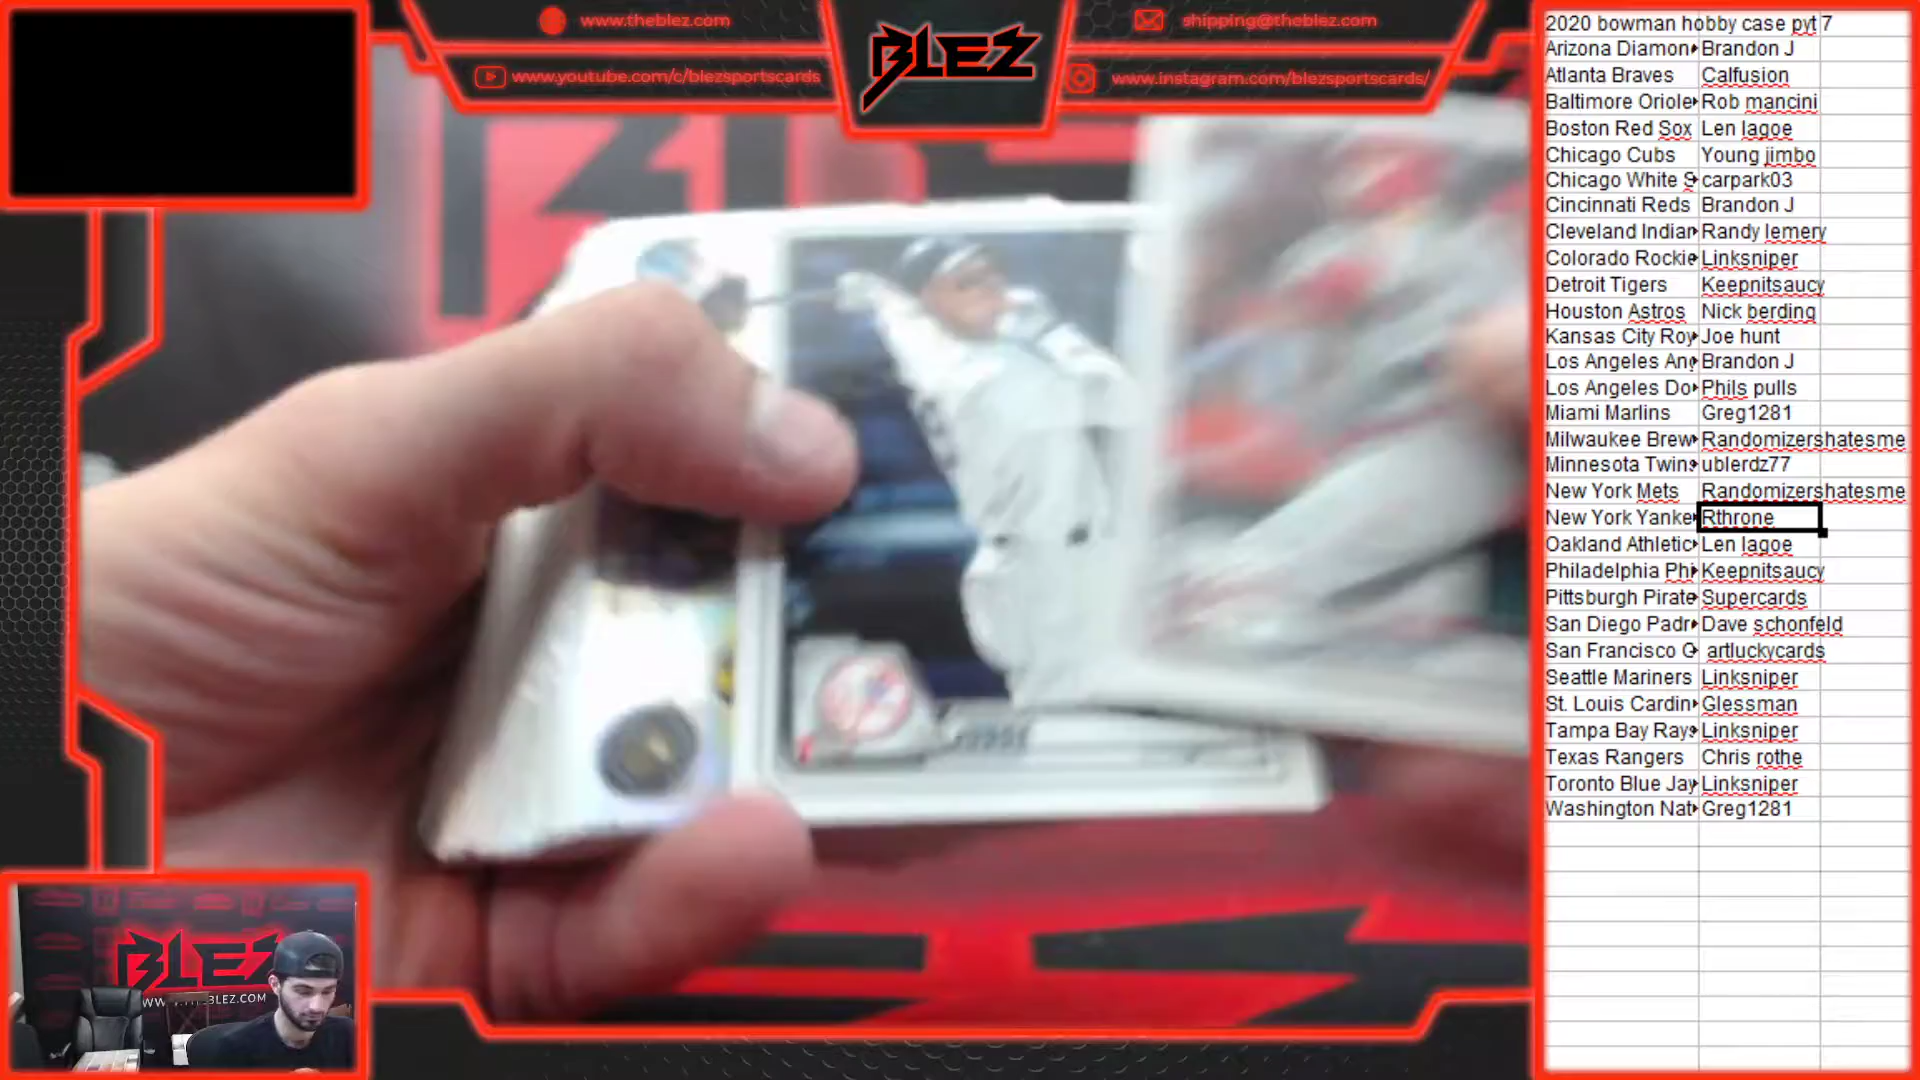 www.theblez.com
shipping@theblez.com
BLEZ
www.youtube.com/c/blezsportscards
www.instagram.com/blezsportscards/
2020 bowman hobby case pyt 7
Arizona Diamon Brandon J
Atlanta Braves Calfusion
Baltimore Oriole Rob mancini
Boston Red Sox Len lagoe
Chicago Cubs Young jimbo
Chicago White S carpark03
Cincinnati Reds Brandon J
Cleveland Indian Randy lemery
Colorado Rockie Linksniper
Detroit Tigers Keepnitsaucy
Houston Astros Nick berding
Kansas City Roy Joe hunt
Los Angeles Ang Brandon J
Los Angeles Do Phils pulls
Miami Marlins Greg1281
Milwaukee Brew Randomizershatesme
Minnesota Twins ublerdz77
New York Mets Randomizershatesme
New York Yanke Rthrone
Oakland Athletic Len lagoe
Philadelphia Phi Keepnitsaucy
Pittsburgh Pirate Supercards
San Diego Padr Dave schonfeld
San Francisco G artluckycards
Seattle Mariners Linksniper
St. Louis Cardin Glessman
Tampa Bay Rays Linksniper
Texas Rangers Chris rothe
Toronto Blue Jay Linksniper
Washington Nat Greg1281
BLEZ